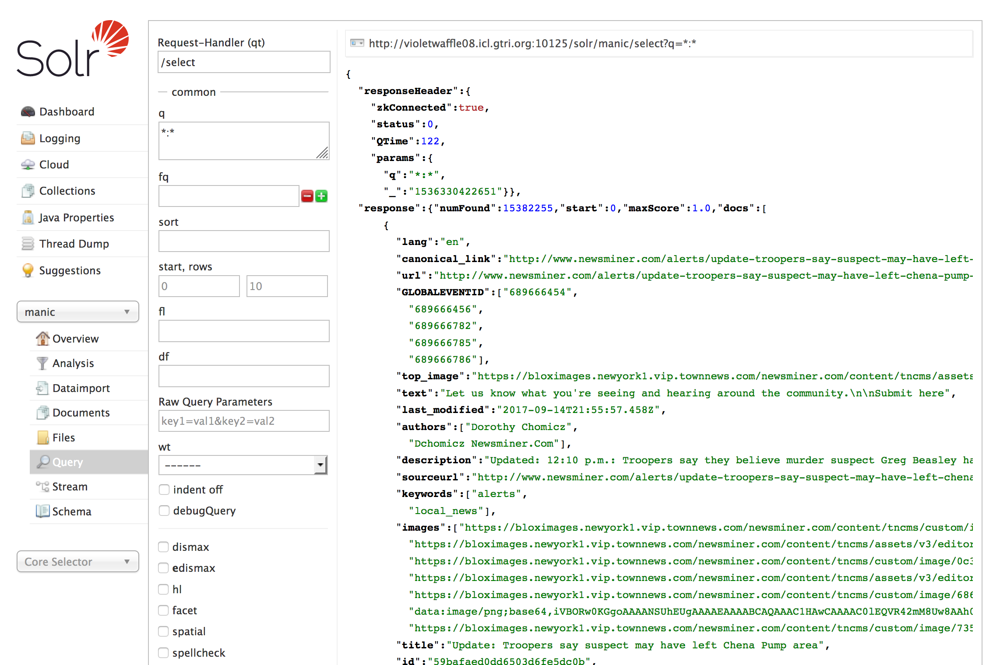 Solr
Dashboard
Logging
Cloud
Collections
Java Properties
Thread Dump
Suggestions
manic
Overview
Analysis
Dataimport
Documents
Files
Query
Stream
Schema
Core Selector
Request-Handler (qt)
/select
common
q
*:*
fq
sort
start, rows
0 10
fl
df
Raw Query Parameters
key1=val1&key2=val2
wt
------
indent off
debugQuery
dismax
edismax
hl
facet
spatial
spellcheck
http://violetwaffle08.icl.gtri.org:10125/solr/manic/select?q=*:*
{
"responseHeader":{
"zkConnected":true,
"status":0,
"QTime":122,
"params":{
"q":"*:*",
"_":"1536330422651"}},
"response":{"numFound":15382255,"start":0,"maxScore":1.0,"docs":[
{
"lang":"en",
"canonical_link":"http://www.newsminer.com/alerts/update-troopers-say-suspect-may-have-left-
"url":"http://www.newsminer.com/alerts/update-troopers-say-suspect-may-have-left-chena-pump-
"GLOBALEVENTID":["689666454",
"689666456",
"689666782",
"689666785",
"689666786"],
"top_image":"https://bloximages.newyork1.vip.townnews.com/newsminer.com/content/tncms/assets
"text":"Let us know what you're seeing and hearing around the community.\n\nSubmit here",
"last_modified":"2017-09-14T21:55:57.458Z",
"authors":["Dorothy Chomicz",
"Dchomicz Newsminer.Com"],
"description":"Updated: 12:10 p.m.: Troopers say they believe murder suspect Greg Beasley ha
"sourceurl":"http://www.newsminer.com/alerts/update-troopers-say-suspect-may-have-left-chena
"keywords":["alerts",
"local_news"],
"images":["https://bloximages.newyork1.vip.townnews.com/newsminer.com/content/tncms/custom/i
"https://bloximages.newyork1.vip.townnews.com/newsminer.com/content/tncms/assets/v3/editor
"https://bloximages.newyork1.vip.townnews.com/newsminer.com/content/tncms/custom/image/0c3
"https://bloximages.newyork1.vip.townnews.com/newsminer.com/content/tncms/assets/v3/editor
"https://bloximages.newyork1.vip.townnews.com/newsminer.com/content/tncms/custom/image/686
"data:image/png;base64,iVBORw0KGgoAAAANSUhEUgAAAAEAAAABCAQAAAC1HAwCAAAAC0lEQVR42mM8Uw8AAh0
"https://bloximages.newyork1.vip.townnews.com/newsminer.com/content/tncms/custom/image/735
"title":"Update: Troopers say suspect may have left Chena Pump area",
"id":"59bafaed0dd6503d6fe5dc0b",